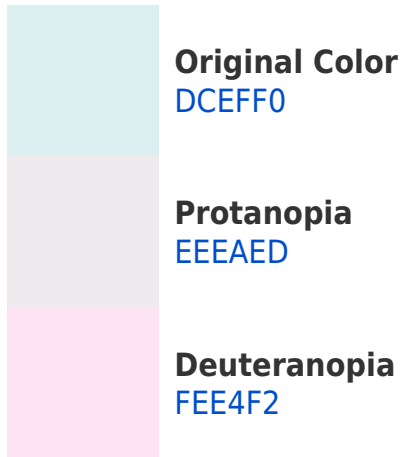 Original Color
DCEFF0
Protanopia
EEEAED
Deuteranopia
FEE4F2